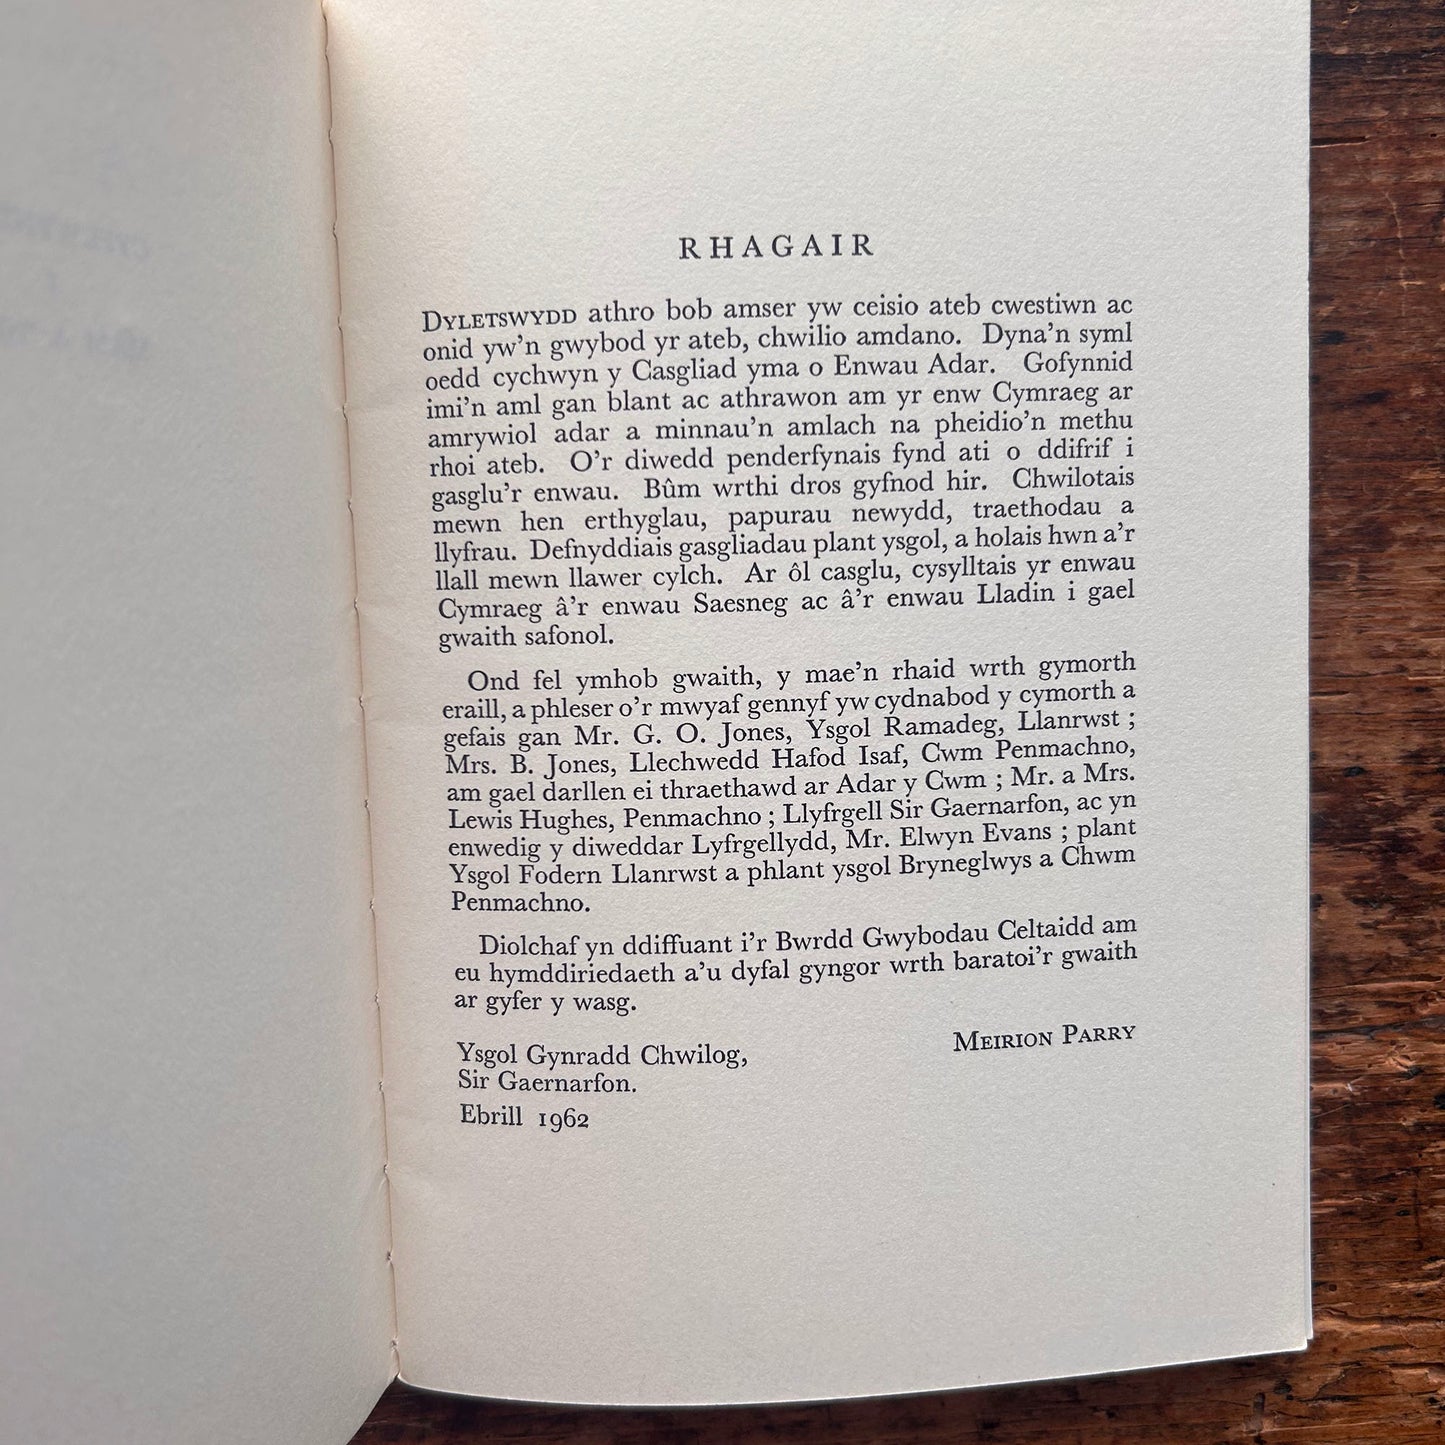 RHAGAIR
DYLETSWYDD athro bob amser yw ceisio ateb cwestiwn ac
onid yw'n gwybod yr ateb, chwilio amdano. Dyna'n syml
oedd cychwyn y Casgliad yma o Enwau Adar. Gofynnid
imi'n aml gan blant ac athrawon am yr enw Cymraeg ar
amrywiol adar a minnau'n amlach na pheidio'n methu
rhoi ateb. O'r diwedd penderfynais fynd ati o ddifrif i
gasglu'r enwau. Bûm wrthi dros gyfnod hir. Chwilotais
mewn hen erthyglau, papurau newydd, traethodau a
llyfrau. Defnyddiais gasgliadau plant ysgol, a holais hwn a'r
llall mewn llawer cylch. Ar ôl casglu, cysylltais yr enwau
Cymraeg â'r enwau Saesneg ac â'r enwau Lladin i gael
gwaith safonol.
Ond fel ymhob gwaith, y mae'n rhaid wrth gymorth
eraill, a phleser o'r mwyaf gennyf yw cydnabod y cymorth a
gefais gan Mr. G. O. Jones, Ysgol Ramadeg, Llanrwst ;
Mrs. B. Jones, Llechwedd Hafod Isaf, Cwm Penmachno,
am gael darllen ei thraethawd ar Adar y Cwm ; Mr. a Mrs.
Lewis Hughes, Penmachno ; Llyfrgell Sir Gaernarfon, ac yn
enwedig y diweddar Lyfrgellydd, Mr. Elwyn Evans ; plant
Ysgol Fodern Llanrwst a phlant ysgol Bryneglwys a Chwm
Penmachno.
Diolchaf yn ddiffuant i'r Bwrdd Gwybodau Celtaidd am
eu hymddiriedaeth a'u dyfal gyngor wrth baratoi'r gwaith
ar gyfer y wasg.
MEIRION PARRY
Ysgol Gynradd Chwilog,
Sir Gaernarfon.
Ebrill 1962